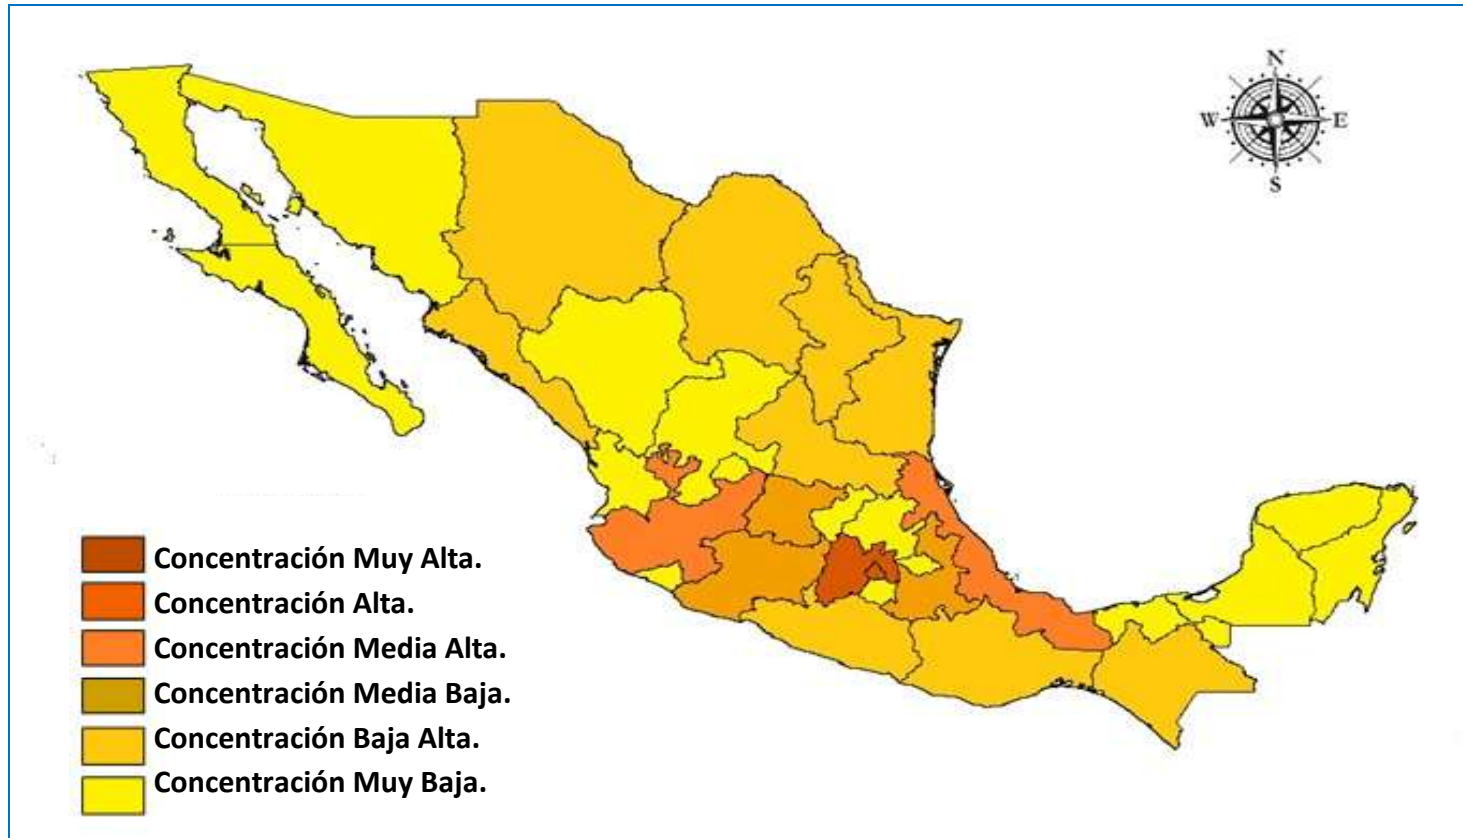 N
W
E
S
Concentración Muy Alta.
Concentración Alta.
Concentración Media Alta.
Concentración Media Baja.
Concentración Baja Alta.
Concentración Muy Baja.